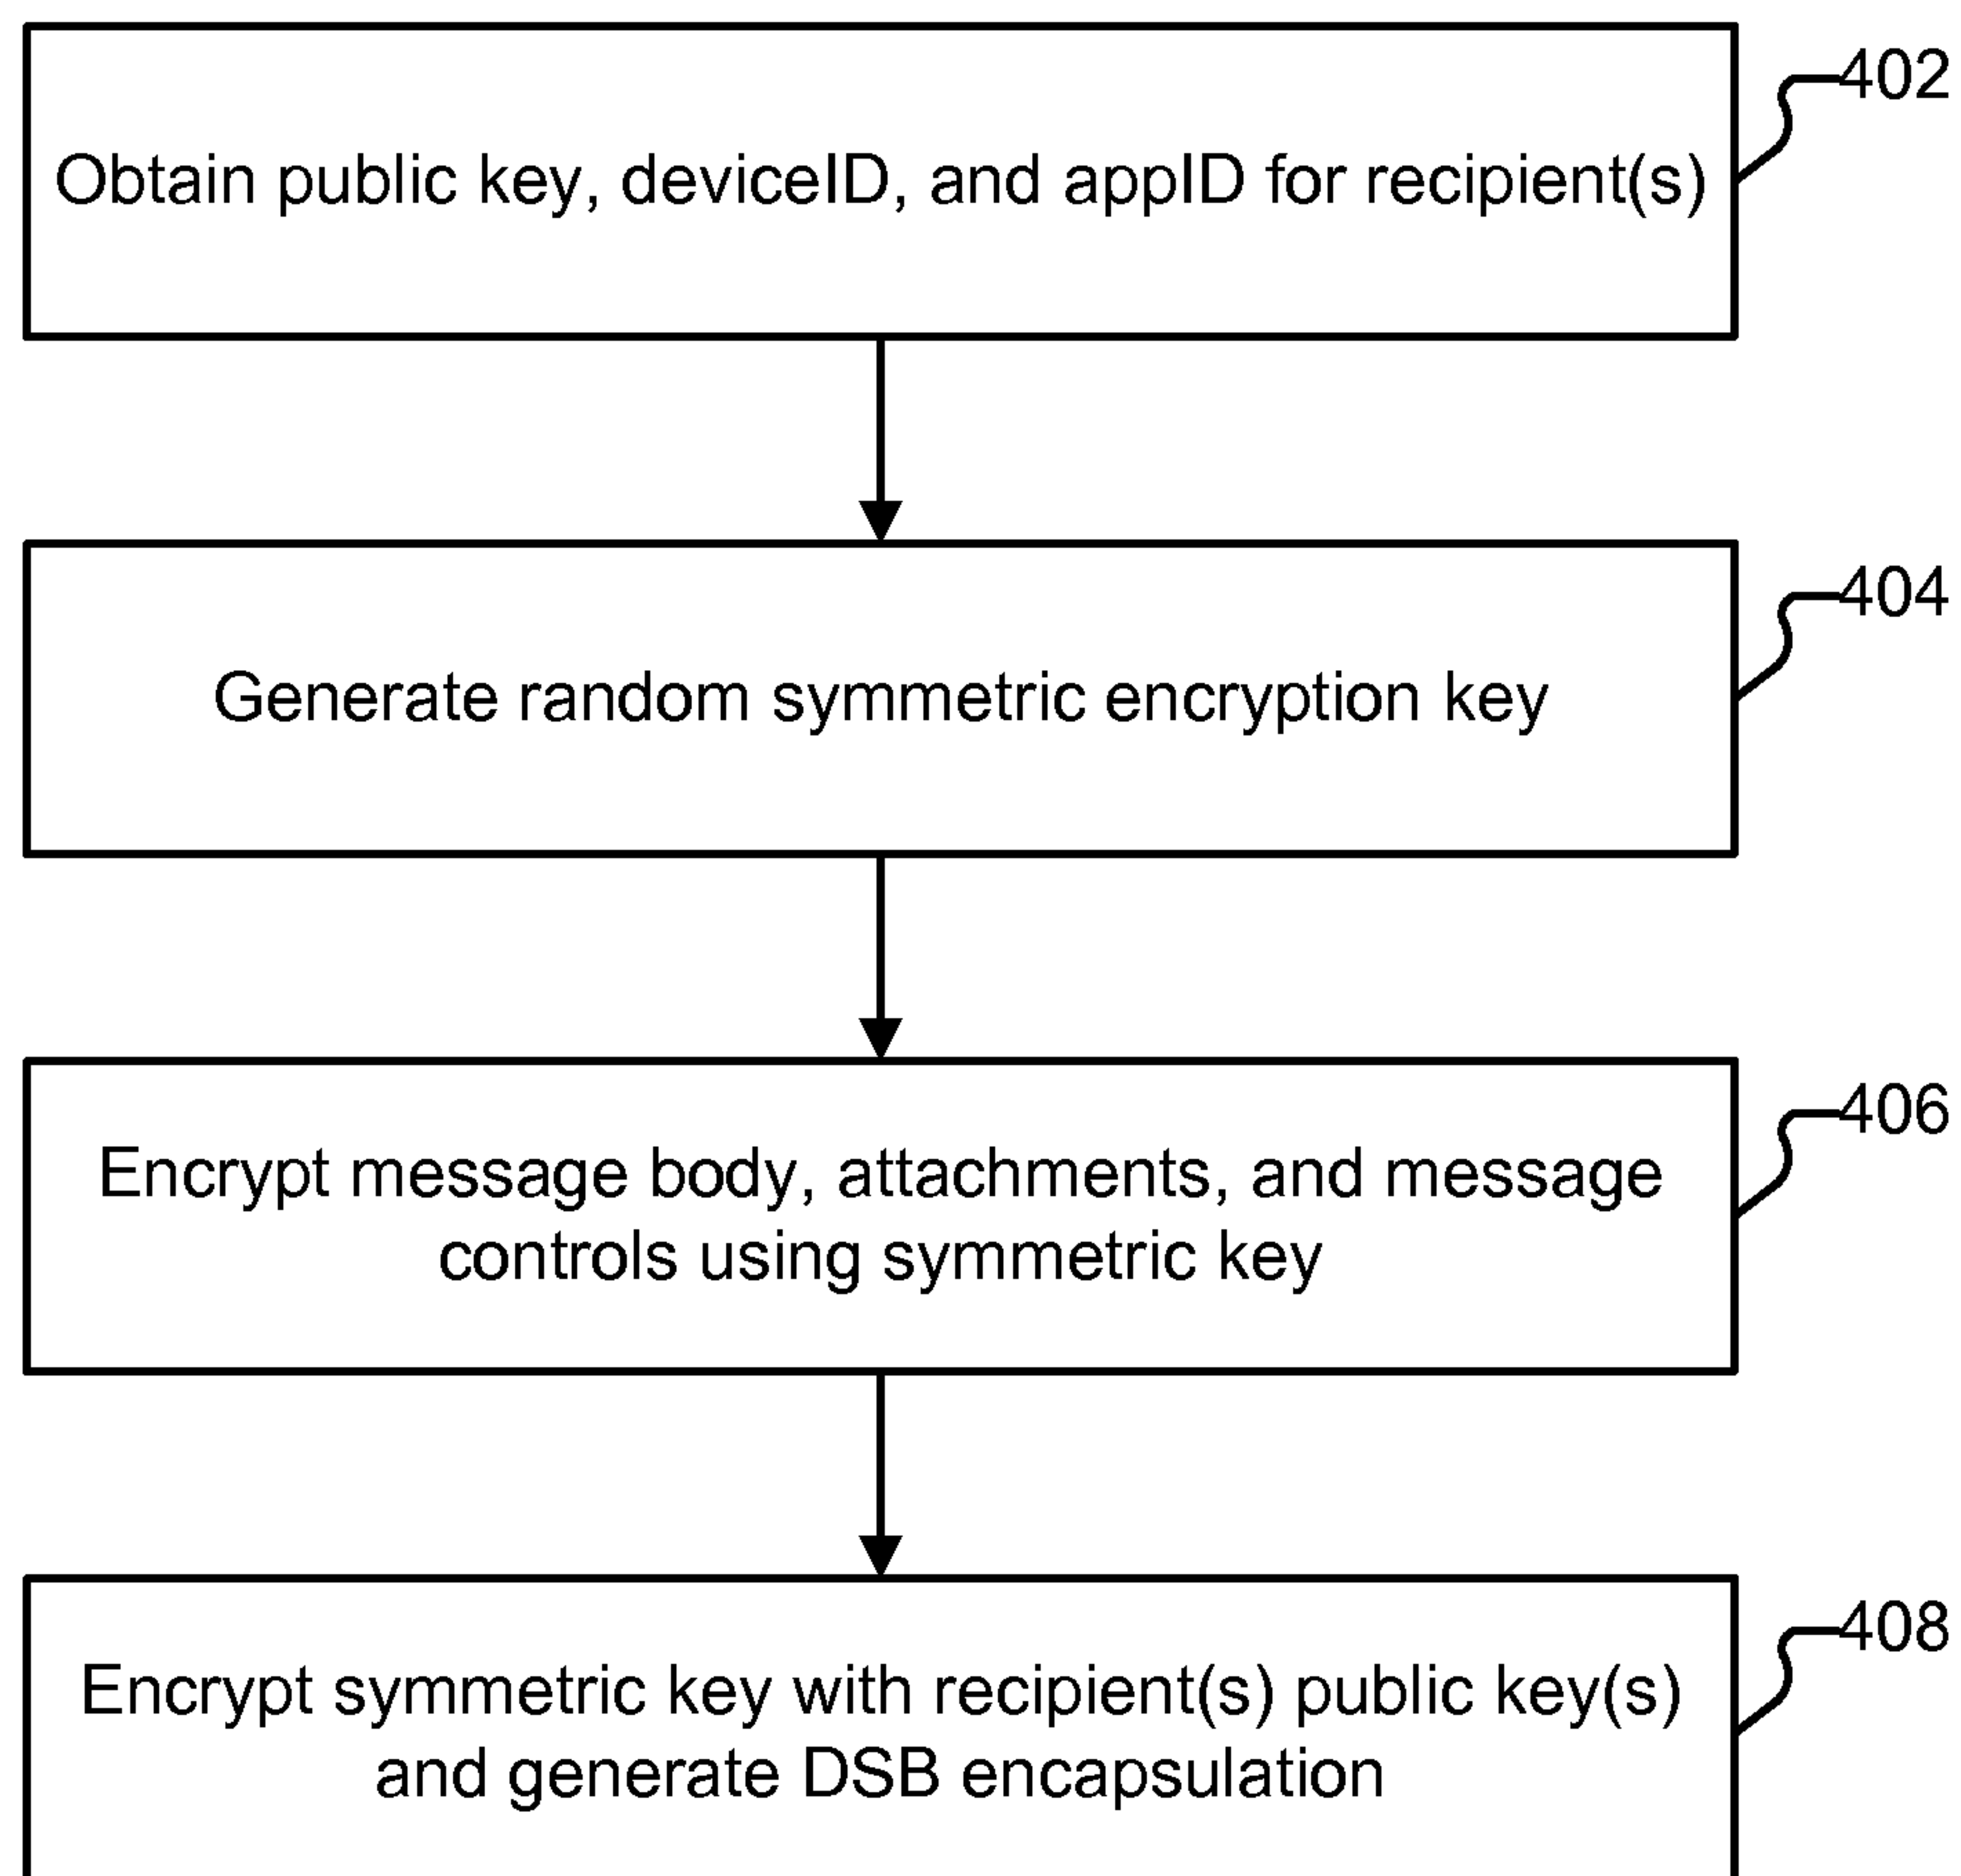 402
Obtain public key, deviceID, and appID for recipient(s)
404
Generate random symmetric encryption key
406
Encrypt message body, attachments, and message
controls using symmetric key
408
Encrypt symmetric key with recipient(s) public key(s)
and generate DSB encapsulation